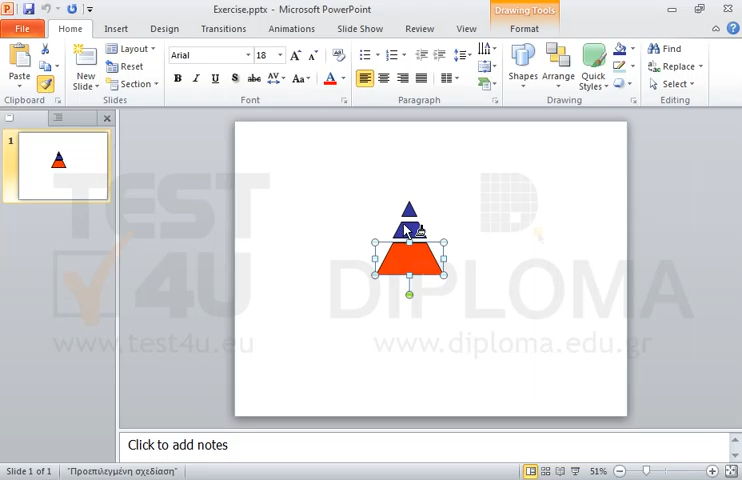 Exercise.pptx - Microsoft PowerPoint
Drawing Tools
File Home Insert Design Transitions Animations Slide Show Review View Format
Paste
Clipboard
New Slide
Layout
Reset
Section
Slides
Arial 18
B I U S abc AV Aa A
Font
Paragraph
Shapes
Arrange
Quick Styles
Drawing
Find
Replace
Select
Editing
1
TEST
4U
DIPLOMA
www.test4u.eu
www.diploma.edu.gr
Click to add notes
Slide 1 of 1
"Προεπιλεγμένη σχεδίαση"
51%